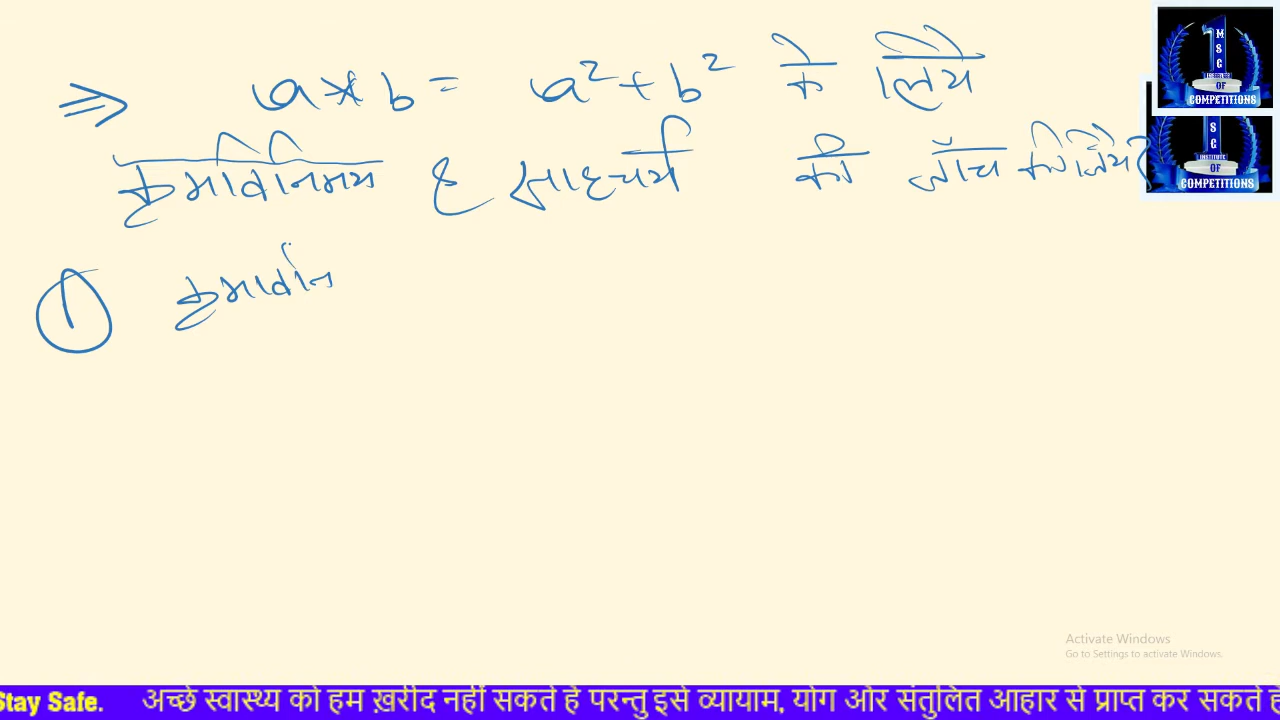 ⇒ a * b = a² + b² के लिये
क्रमविनिमय & साहचर्य की जाँच कीजिये
① क्रमविन
MSC
INSTITUTE
OF
COMPETITIONS
SC
INSTITUTE
OF
COMPETITIONS
Activate Windows
Go to Settings to activate Windows.
Stay Safe. अच्छे स्वास्थ्य को हम ख़रीद नहीं सकते हैं परन्तु इसे व्यायाम, योग और संतुलित आहार से प्राप्त कर सकते है